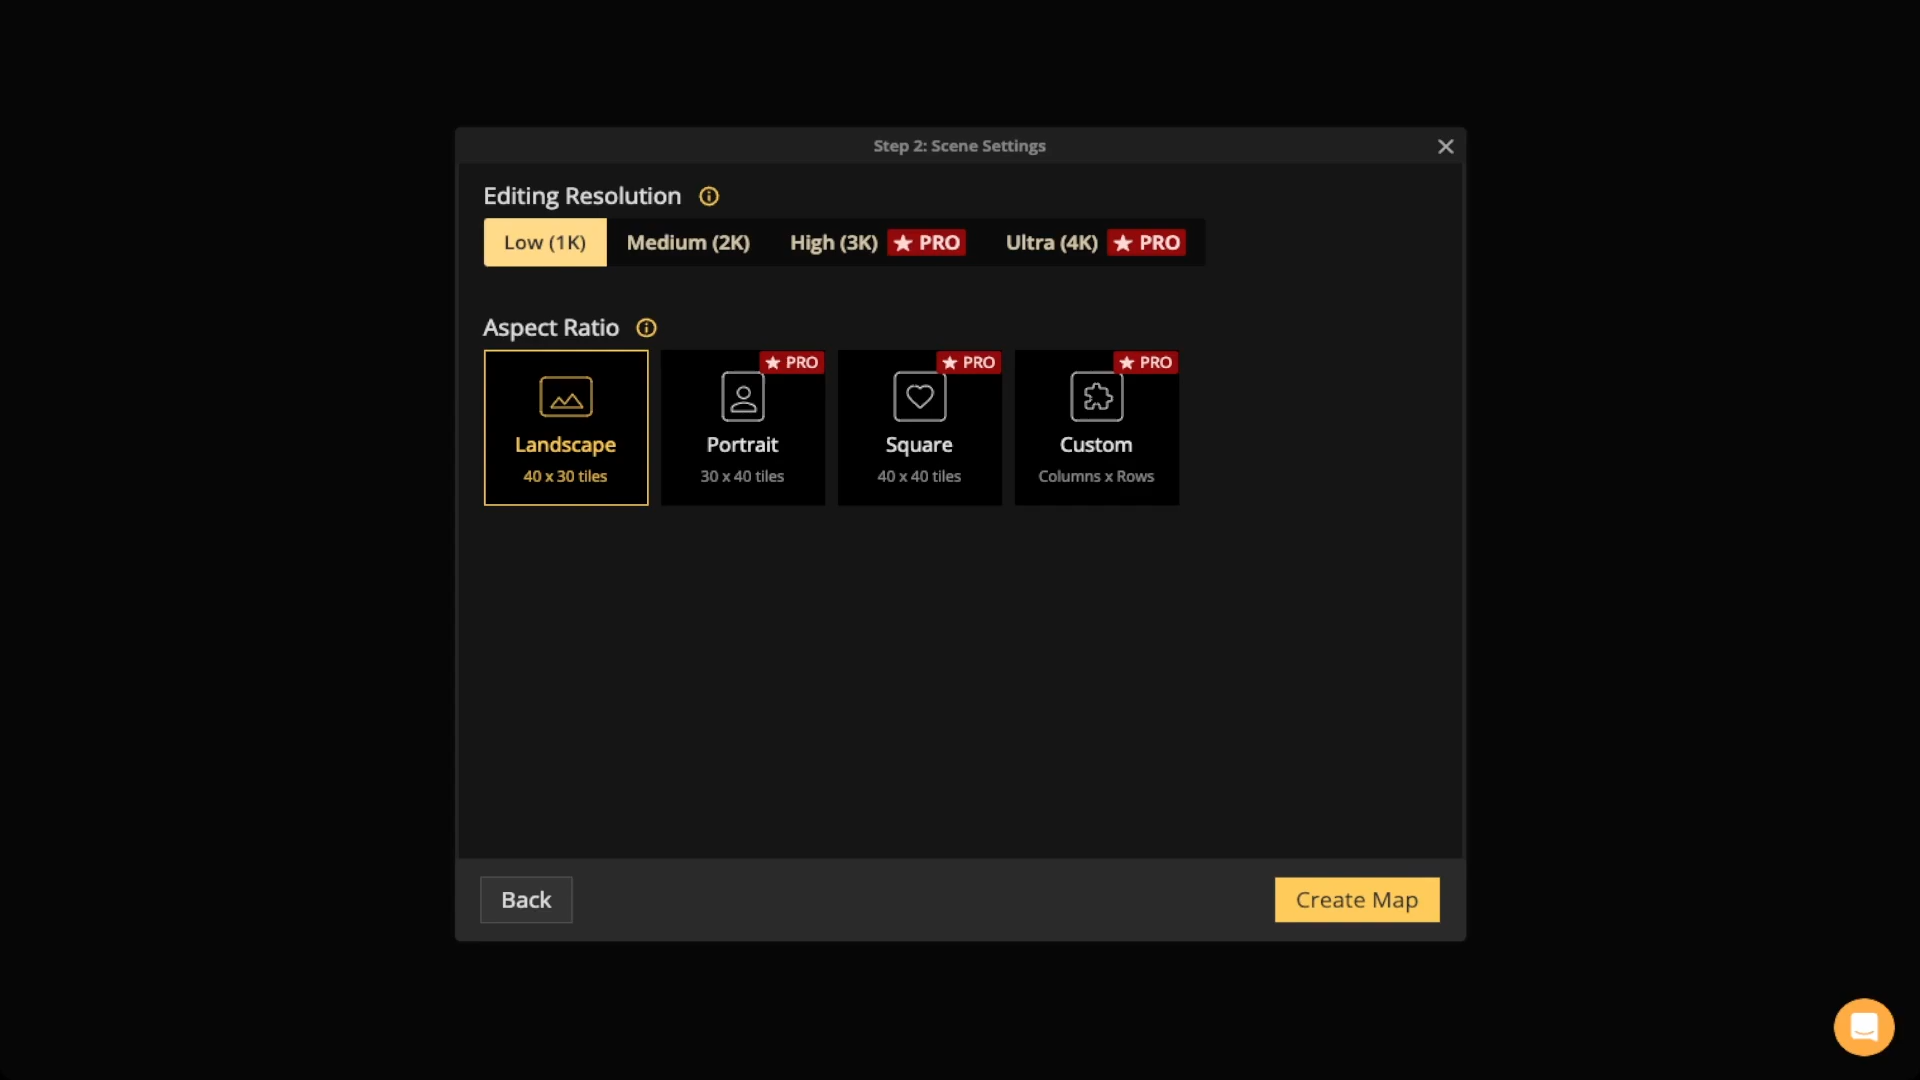 Step 2: Scene Settings
Editing Resolution
Low (1K) Medium (2K) High (3K) PRO Ultra (4K) PRO
Aspect Ratio
PRO PRO PRO
Landscape Portrait Square Custom
40 x 30 tiles 30 x 40 tiles 40 x 40 tiles Columns x Rows
Back Create Map